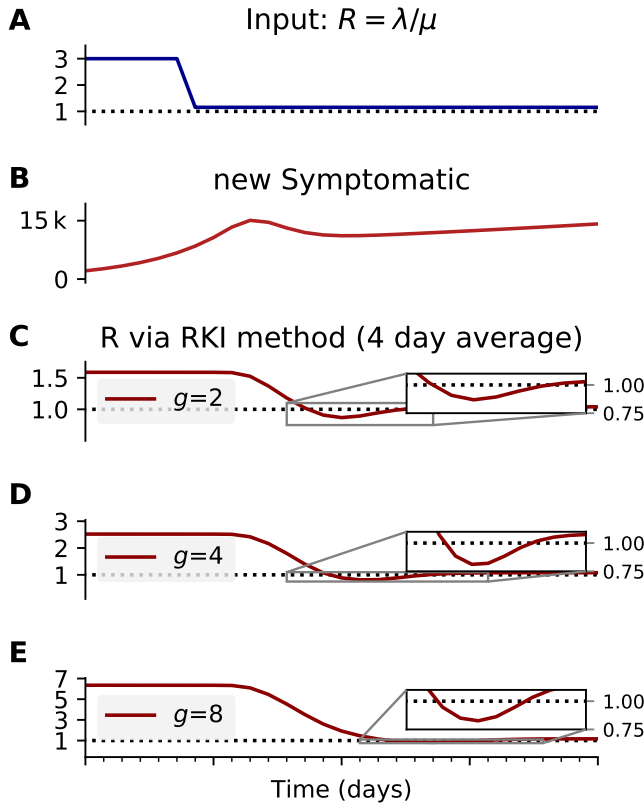 A
Input: R = λ/μ
3
2
1
B
new Symptomatic
15 k
0
C
R via RKI method (4 day average)
1.5
1.0
g=2
1.00
0.75
D
3
2
1
g=4
1.00
0.75
E
7
5
3
1
g=8
1.00
0.75
Time (days)